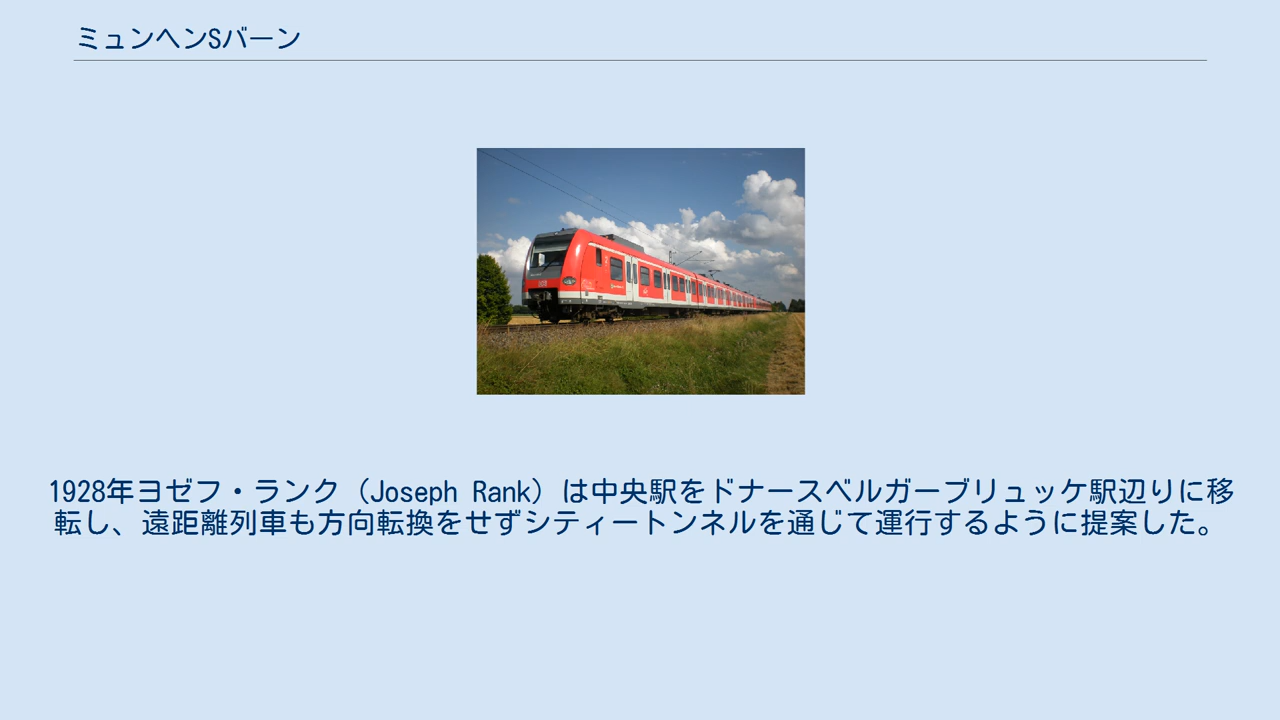 ミュンヘンSバーン
1928年ヨゼフ・ランク（Joseph Rank）は中央駅をドナースベルガーブリュッケ駅辺りに移
転し、遠距離列車も方向転換をせずシティートンネルを通じて運行するように提案した。